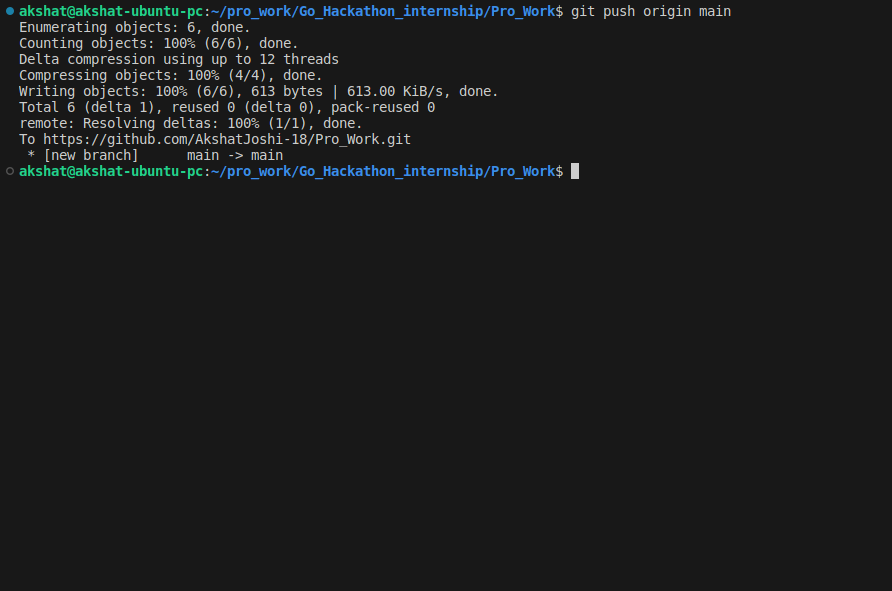 akshat@akshat-ubuntu-pc:~/pro_work/Go_Hackathon_internship/Pro_Work$ git push origin main
Enumerating objects: 6, done.
Counting objects: 100% (6/6), done.
Delta compression using up to 12 threads
Compressing objects: 100% (4/4), done.
Writing objects: 100% (6/6), 613 bytes | 613.00 KiB/s, done.
Total 6 (delta 1), reused 0 (delta 0), pack-reused 0
remote: Resolving deltas: 100% (1/1), done.
To https://github.com/AkshatJoshi-18/Pro_Work.git
 * [new branch]      main -> main
akshat@akshat-ubuntu-pc:~/pro_work/Go_Hackathon_internship/Pro_Work$